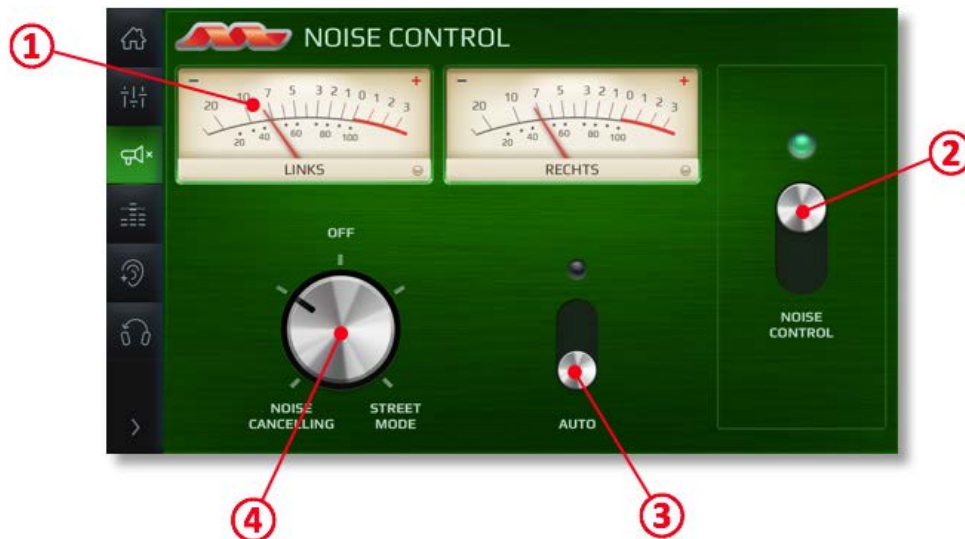 1
NOISE CONTROL
- +
20 10 7 5 3 2 1 0 1 2 3
20 40 60 80 100
LINKS
- +
20 10 7 5 3 2 1 0 1 2 3
20 40 60 80 100
RECHTS
2
OFF
NOISE
CONTROL
NOISE
CANCELLING
STREET
MODE
AUTO
4
3